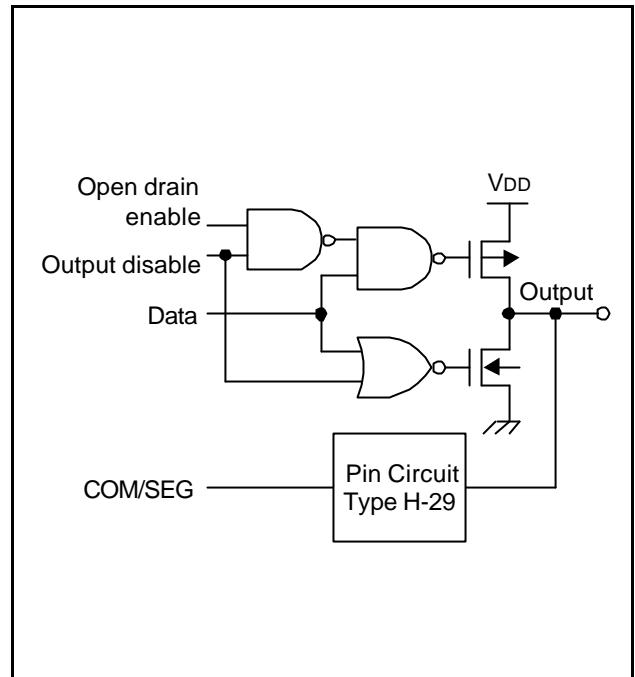 VDD
Open drain
enable
Output disable
Output
Data
Pin Circuit
Type H-29
COM/SEG